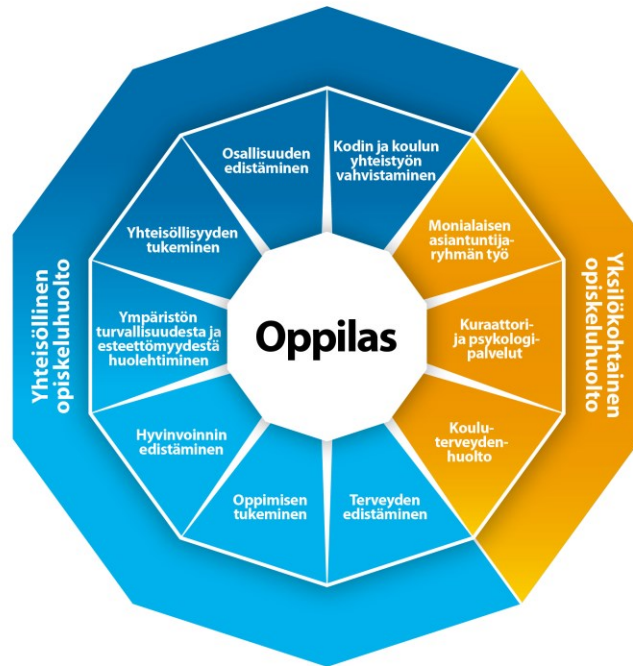 Oppilas
Yhteisöllinen
opiskeluhuolto
Osallisuuden
edistäminen
Kodin ja koulun
yhteistyön
vahvistaminen
Yhteisöllisyyden
tukeminen
Ympäristön
turvallisuudesta ja
esteettömyydestä
huolehtiminen
Hyvinvoinnin
edistäminen
Oppimisen
tukeminen
Terveyden
edistäminen
Yksilökohtainen
opiskeluhuolto
Monialaisen
asiantuntija-
ryhmän työ
Kuraattori-
ja psykologi-
palvelut
Koulu-
terveyden-
huolto